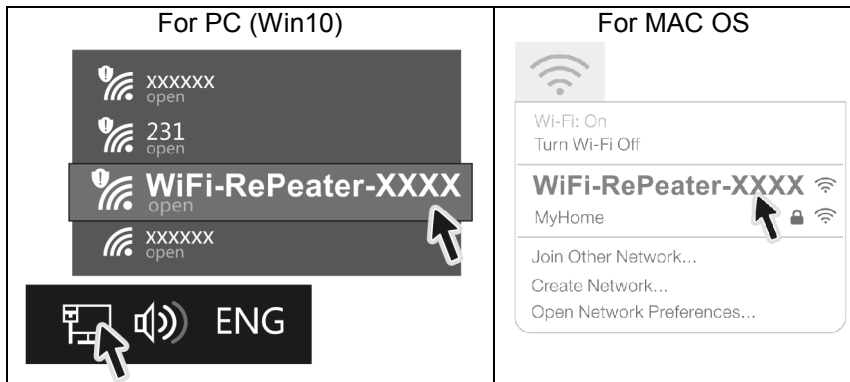 For PC (Win10)
xxxxxx
open
231
open
WiFi-RePeater-XXXX
open
xxxxxx
open
ENG
For MAC OS
Wi-Fi: On
Turn Wi-Fi Off
WiFi-RePeater-XXXX
MyHome
Join Other Network...
Create Network...
Open Network Preferences...